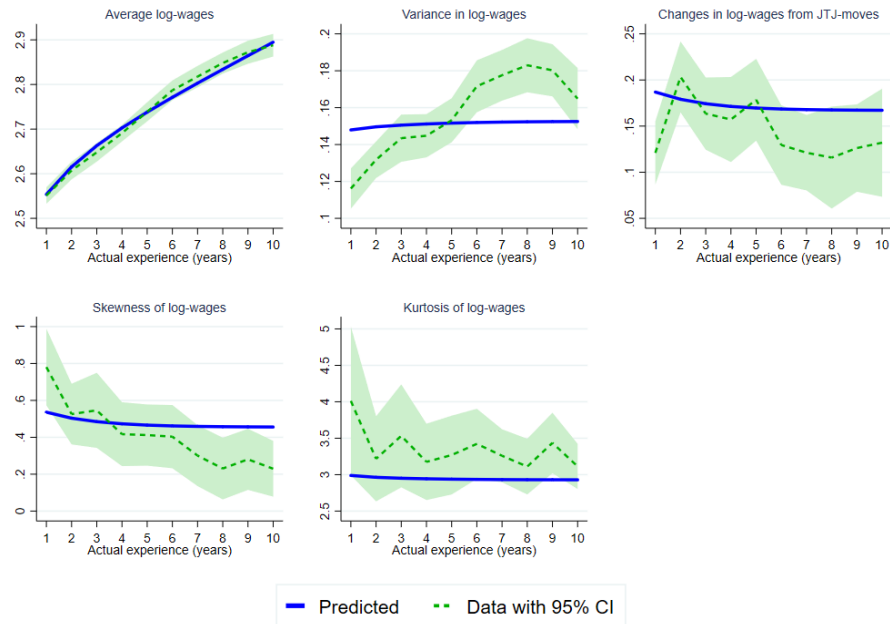 Average log-wages
2.5 2.6 2.7 2.8 2.9
1 2 3 4 5 6 7 8 9 10
Actual experience (years)
Variance in log-wages
.1 .12 .14 .16 .18 .2
1 2 3 4 5 6 7 8 9 10
Actual experience (years)
Changes in log-wages from JTJ-moves
.05 .1 .15 .2 .25
1 2 3 4 5 6 7 8 9 10
Actual experience (years)
Skewness of log-wages
0 .2 .4 .6 .8 1
1 2 3 4 5 6 7 8 9 10
Actual experience (years)
Kurtosis of log-wages
2.5 3 3.5 4 4.5 5
1 2 3 4 5 6 7 8 9 10
Actual experience (years)
Predicted Data with 95% CI